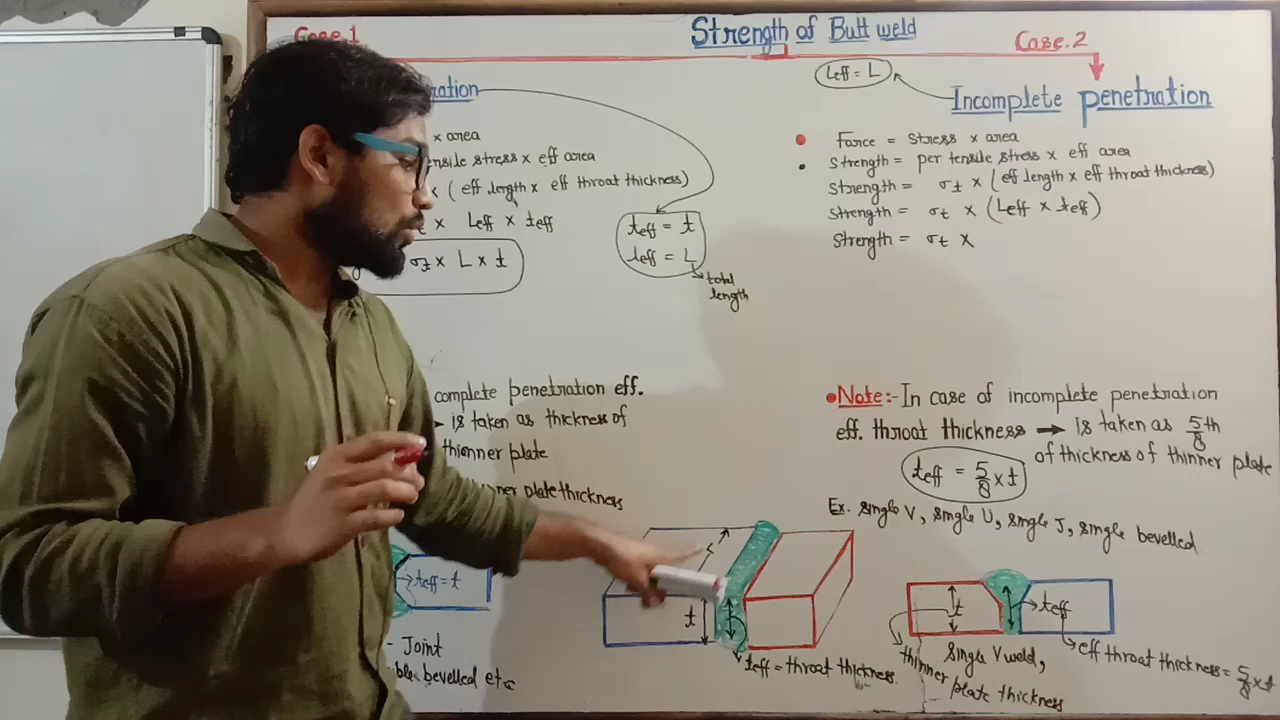 Strength of Butt weld
Case.1
ration
× area
nsile stress × eff area
× ( eff length × eff throat thickness)
× Leff × teff
σt × L × t
teff = t
leff = L
total
length
complete penetration eff.
is taken as thickness of
thinner plate
nner plate thickness
teff = t
- Joint
ble bevelled etc
t
teff = throat thickness.
Case.2
Leff = L
Incomplete penetration
Force = stress × area
Strength = per tensile stress × eff area
Strength = σt × (eff length × eff throat thickness)
Strength = σt × (Leff × teff)
Strength = σt ×
Note:- In case of incomplete penetration
eff. throat thickness → is taken as 5/8 th
of thickness of thinner plate
teff = 5/8 × t
Ex. single V, single U, single J, single bevelled
t
teff
eff throat thickness = 5/8 × t
Single V weld,
thinner plate thickness